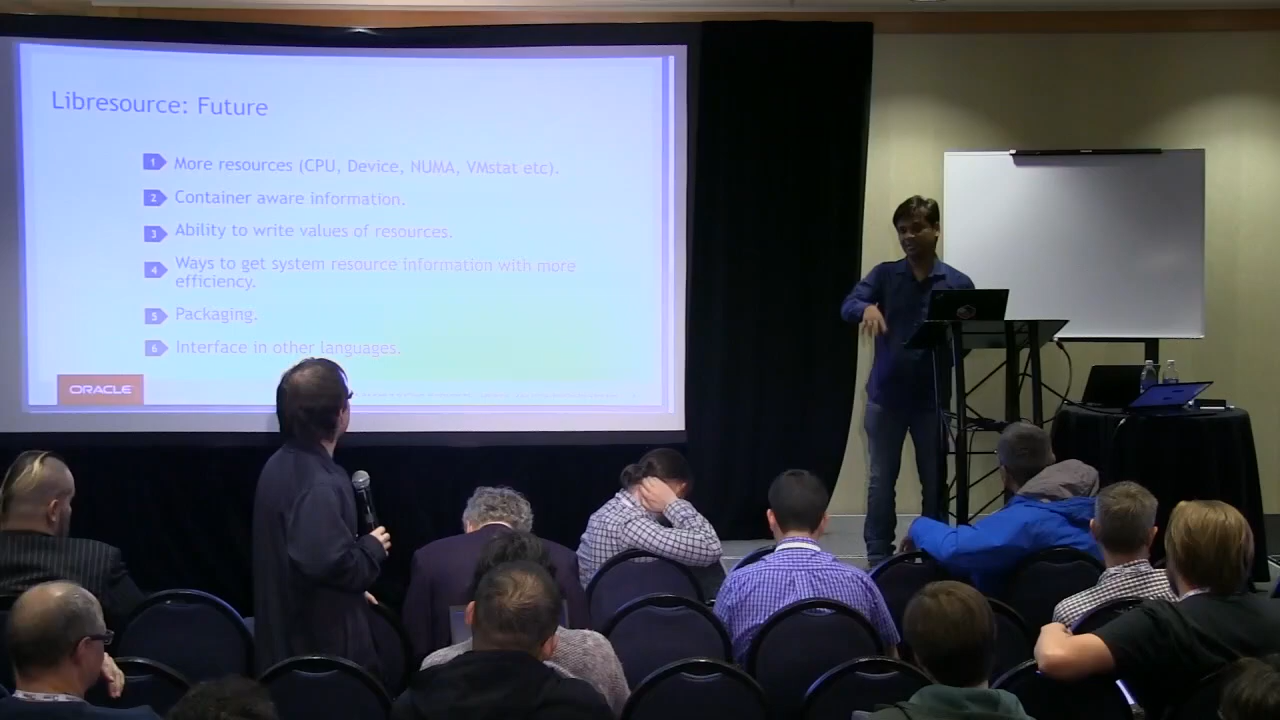 Libresource: Future
1 More resources (CPU, Device, NUMA, VMstat etc).
2 Container aware information.
3 Ability to write values of resources.
4 Ways to get system resource information with more
efficiency.
5 Packaging.
6 Interface in other languages.
ORACLE